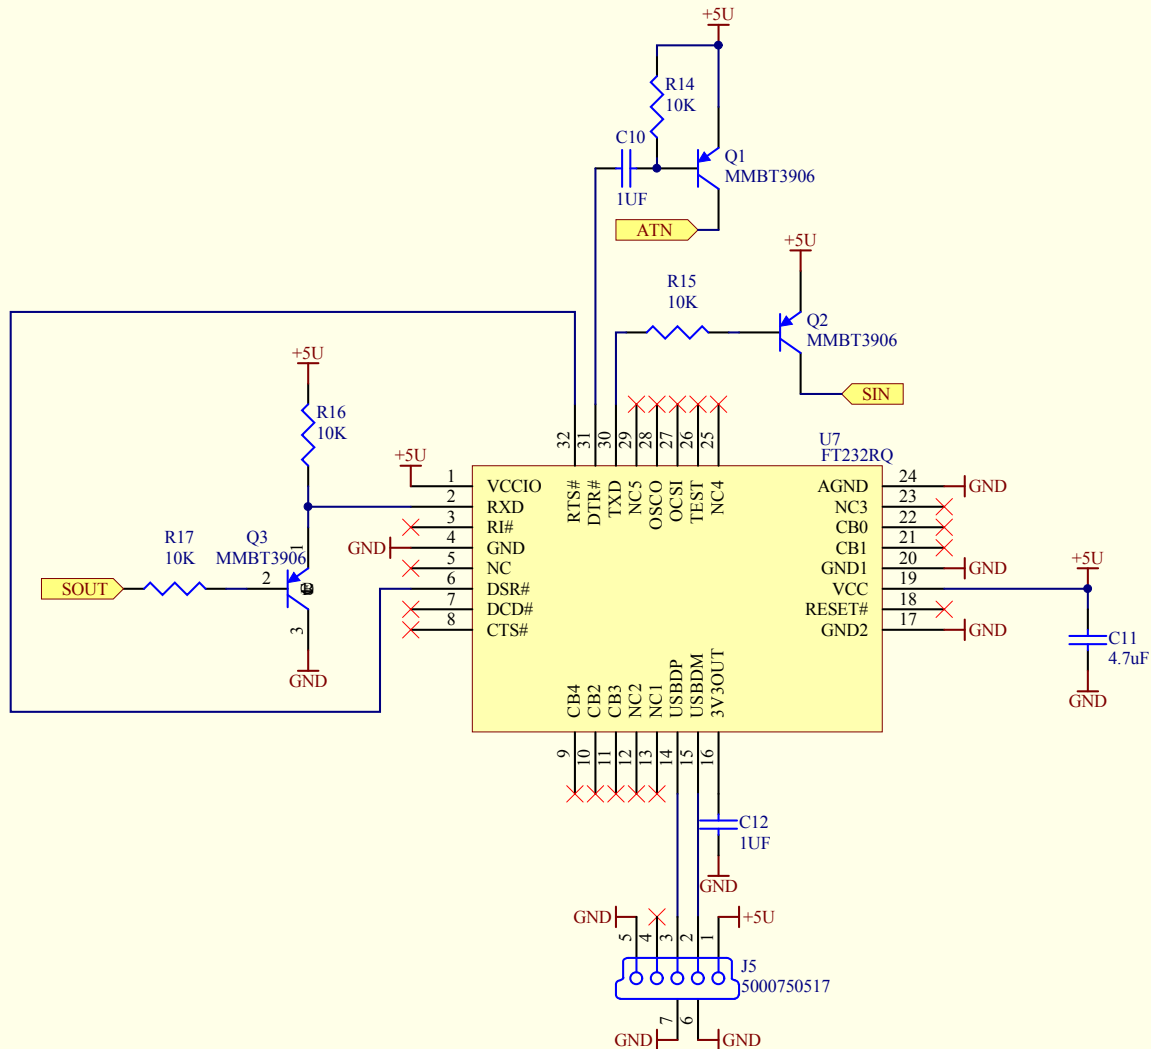 +5U
R14
10K
C10
1UF
Q1
MMBT3906
ATN
+5U
R15
10K
Q2
MMBT3906
SIN
+5U
R16
10K
+5U
32
31
30
29
28
27
26
25
U7
FT232RQ
RTS#
DTR#
TXD
NC5
OSCO
OCSI
TEST
NC4
1 VCCIO
2 RXD
3 RI#
GND 4 GND
5 NC
6 DSR#
7 DCD#
8 CTS#
AGND 24 GND
NC3 23
CB0 22
CB1 21
GND1 20 GND
VCC 19
RESET# 18
GND2 17 GND
R17
10K
Q3
MMBT3906
1
2
3
SOUT
GND
+5U
C11
4.7uF
GND
CB4
CB2
CB3
NC2
NC1
USBDP
USBDM
3V3OUT
9
10
11
12
13
14
15
16
C12
1UF
GND
GND
+5U
5
4
3
2
1
J5
5000750517
7
6
GND
GND